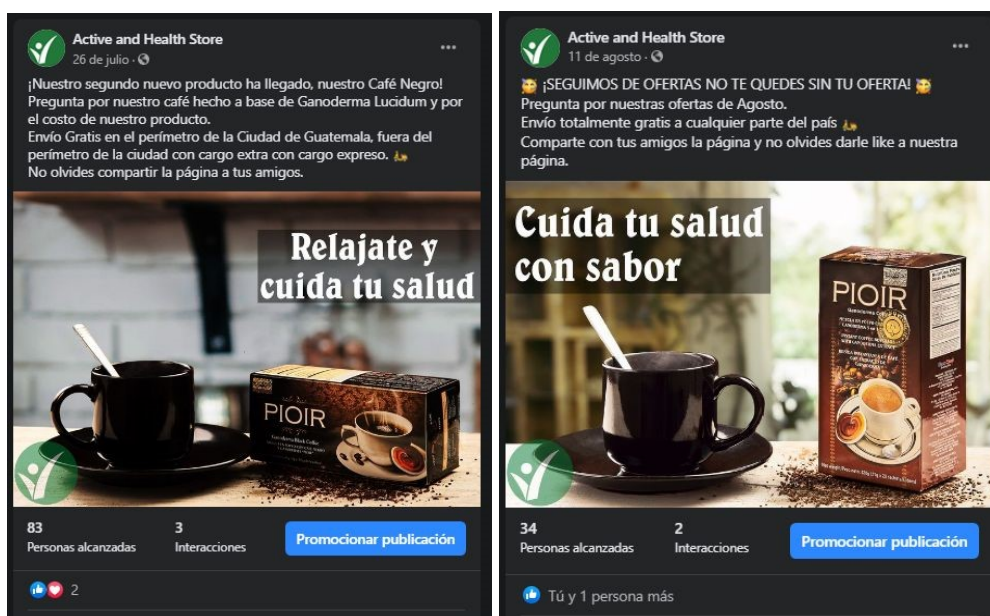 Active and Health Store
26 de julio
¡Nuestro segundo nuevo producto ha llegado, nuestro Café Negro!
Pregunta por nuestro café hecho a base de Ganoderma Lucidum y por
el costo de nuestro producto.
Envío Gratis en el perímetro de la Ciudad de Guatemala, fuera del
perímetro de la ciudad con cargo extra con cargo expreso. 🛵
No olvides compartir la página a tus amigos.
Relajate y
cuida tu salud
PIOIR
Ganoderma Black Coffee
83
Personas alcanzadas
3
Interacciones
Promocionar publicación
2
Active and Health Store
11 de agosto
🥳 ¡SEGUIMOS DE OFERTAS NO TE QUEDES SIN TU OFERTA! 🥳
Pregunta por nuestras ofertas de Agosto.
Envío totalmente gratis a cualquier parte del país 🛵
Comparte con tus amigos la página y no olvides darle like a nuestra
página.
Cuida tu salud
con sabor
PIOIR
Ganoderma Coffee
34
Personas alcanzadas
2
Interacciones
Promocionar publicación
Tú y 1 persona más